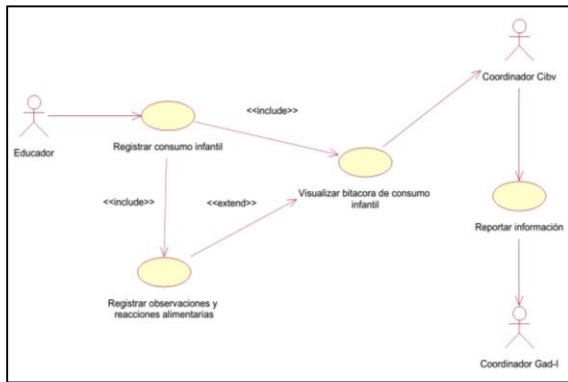 Coordinador Cibv
<<include>>
Educador
Registrar consumo infantil
Visualizar bitacora de consumo
infantil
<<include>>
<<extend>>
Reportar información
Registrar observaciones y
reacciones alimentarias
Coordinador Gad-I